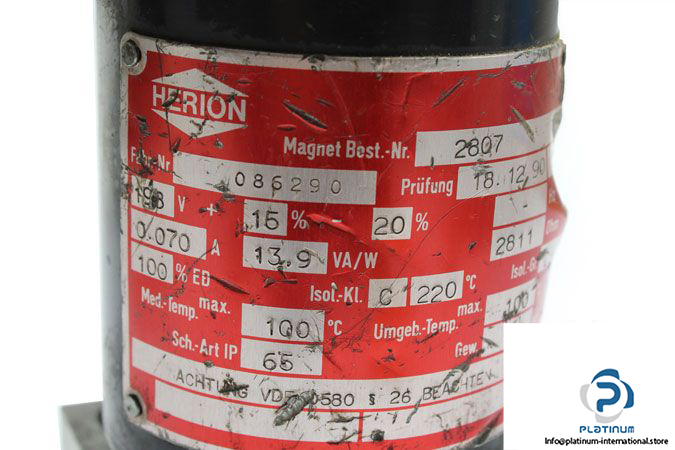 HERION
Magnet Best.-Nr. 2807
Fabr.-Nr. 086290 Prüfung 18.12.90
198 V + 15 % - 20 % -
0.070 A 13.9 VA/W 2811 Ohm
100 % ED Isol.-Kl. C 220 °C
Med.-Temp. max. 100 °C Umgeb.-Temp. max. 100
Sch.-Art IP 65 Gew.
ACHTUNG VDE 0580 § 26 BEACHTEN
PLATINUM
info@platinum-international.store